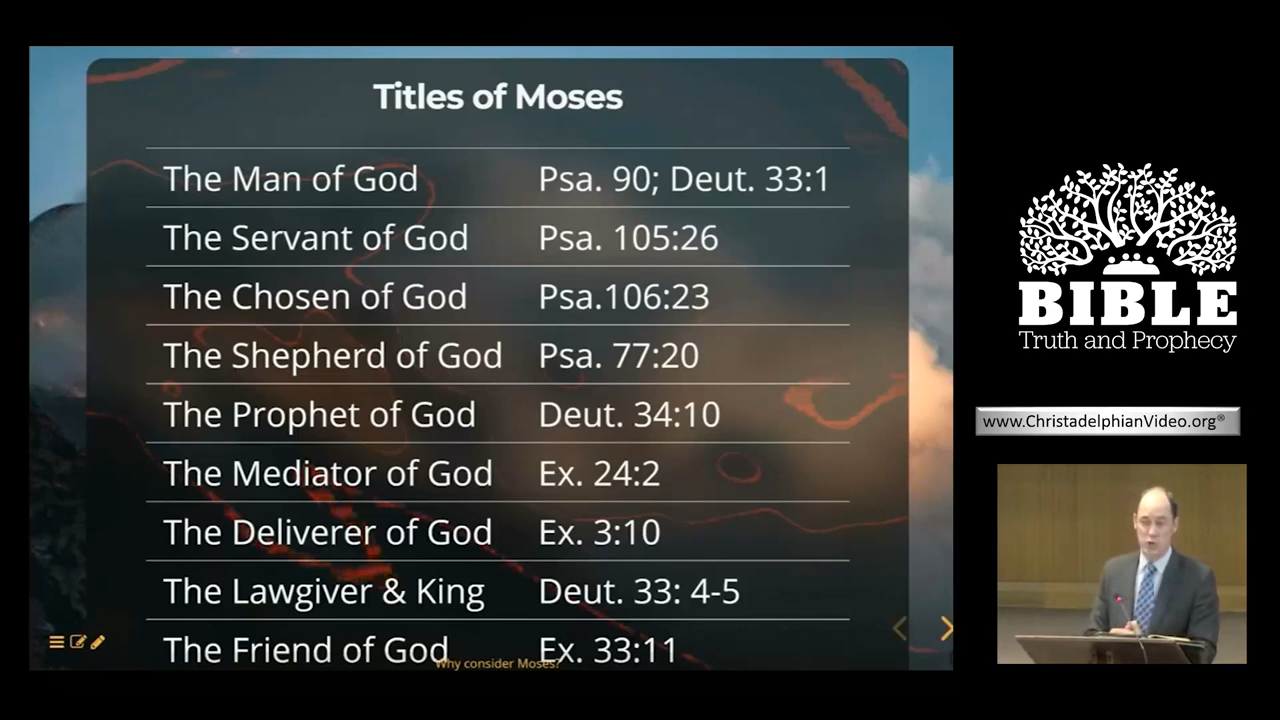 Titles of Moses
The Man of God Psa. 90; Deut. 33:1
The Servant of God Psa. 105:26
The Chosen of God Psa.106:23
The Shepherd of God Psa. 77:20
The Prophet of God Deut. 34:10
The Mediator of God Ex. 24:2
The Deliverer of God Ex. 3:10
The Lawgiver & King Deut. 33: 4-5
The Friend of God Ex. 33:11
Why consider Moses?
BIBLE
Truth and Prophecy
www.ChristadelphianVideo.org®